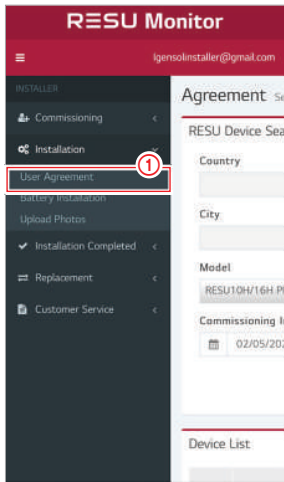 RESU Monitor
lgensolinstaller@gmail.com
INSTALLER
Commissioning
Installation
1
User Agreement
Battery Installation
Upload Photos
Installation Completed
Replacement
Customer Service
Agreement
RESU Device
Country
City
Model
RESU10H/16H
Commissioning
02/05/202
Device List